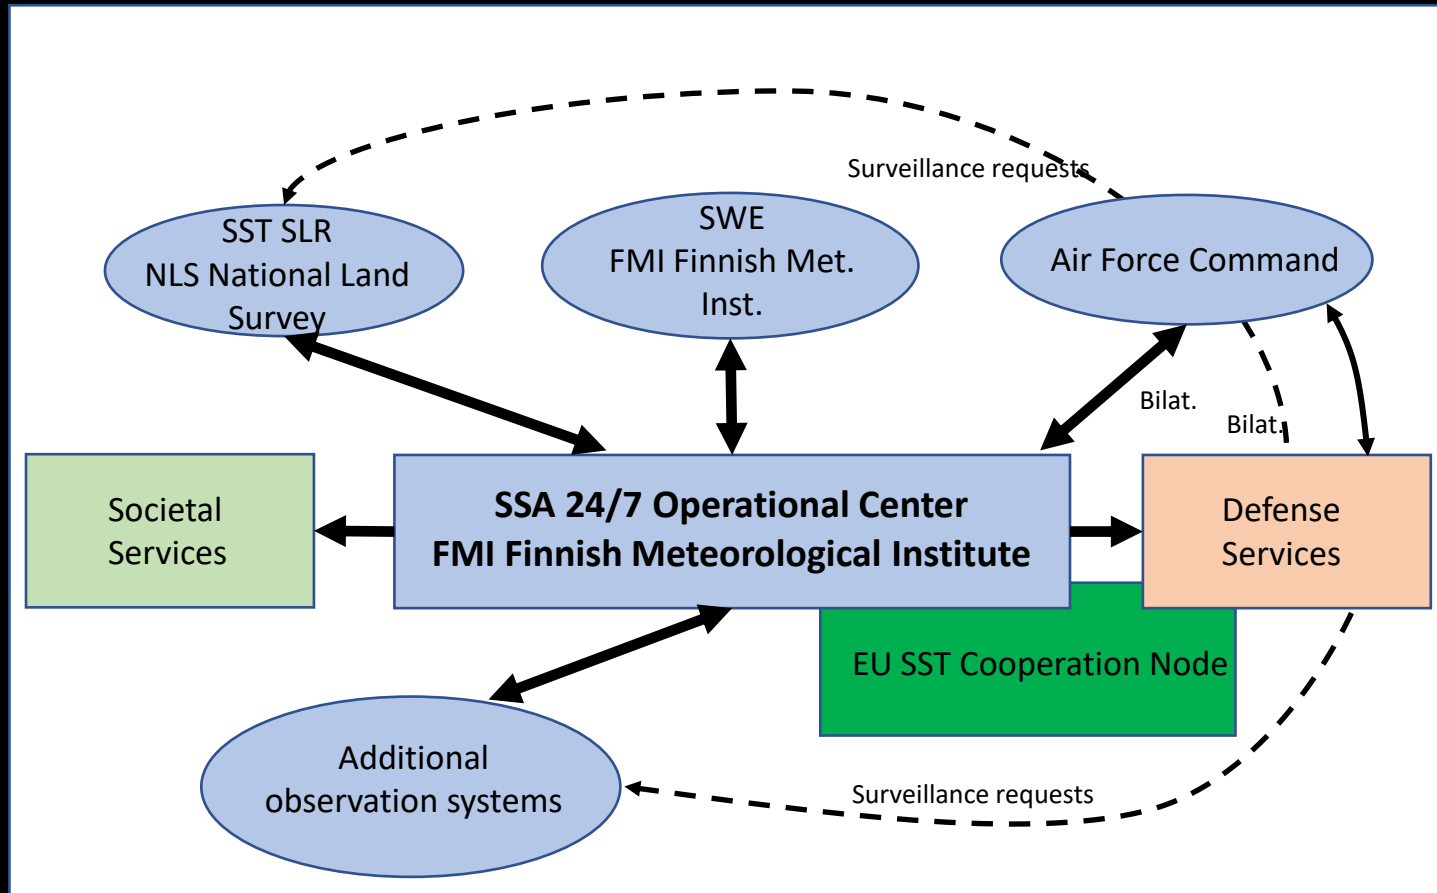 Surveillance requests
SST SLR
NLS National Land
Survey
SWE
FMI Finnish Met.
Inst.
Air Force Command
Bilat.
Bilat.
Societal
Services
SSA 24/7 Operational Center
FMI Finnish Meteorological Institute
Defense
Services
EU SST Cooperation Node
Additional
observation systems
Surveillance requests